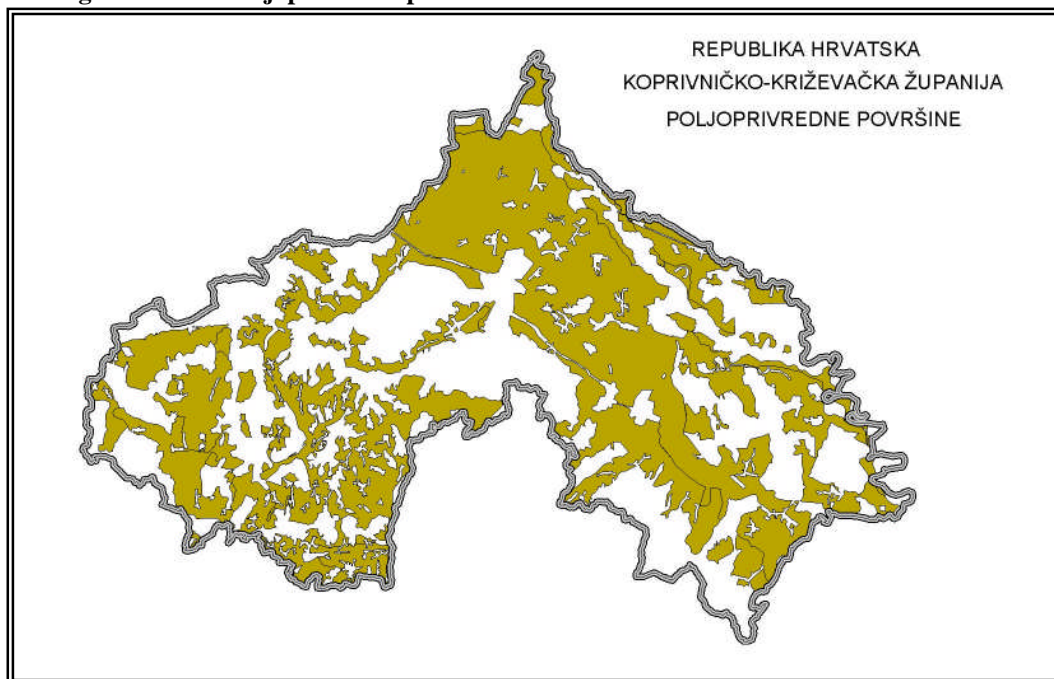 REPUBLIKA HRVATSKA
KOPRIVNIČKO-KRIŽEVAČKA ŽUPANIJA
POLJOPRIVREDNE POVRŠINE